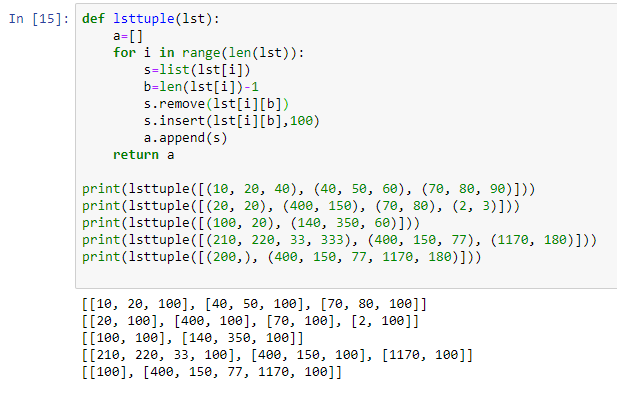 In [15]: def lsttuple(lst):
    a=[]
    for i in range(len(lst)):
        s=list(lst[i])
        b=len(lst[i])-1
        s.remove(lst[i][b])
        s.insert(lst[i][b],100)
        a.append(s)
    return a
print(lsttuple([(10, 20, 40), (40, 50, 60), (70, 80, 90)]))
print(lsttuple([(20, 20), (400, 150), (70, 80), (2, 3)]))
print(lsttuple([(100, 20), (140, 350, 60)]))
print(lsttuple([(210, 220, 33, 333), (400, 150, 77), (1170, 180)]))
print(lsttuple([(200,), (400, 150, 77, 1170, 180)]))
[[10, 20, 100], [40, 50, 100], [70, 80, 100]]
[[20, 100], [400, 100], [70, 100], [2, 100]]
[[100, 100], [140, 350, 100]]
[[210, 220, 33, 100], [400, 150, 100], [1170, 100]]
[[100], [400, 150, 77, 1170, 100]]